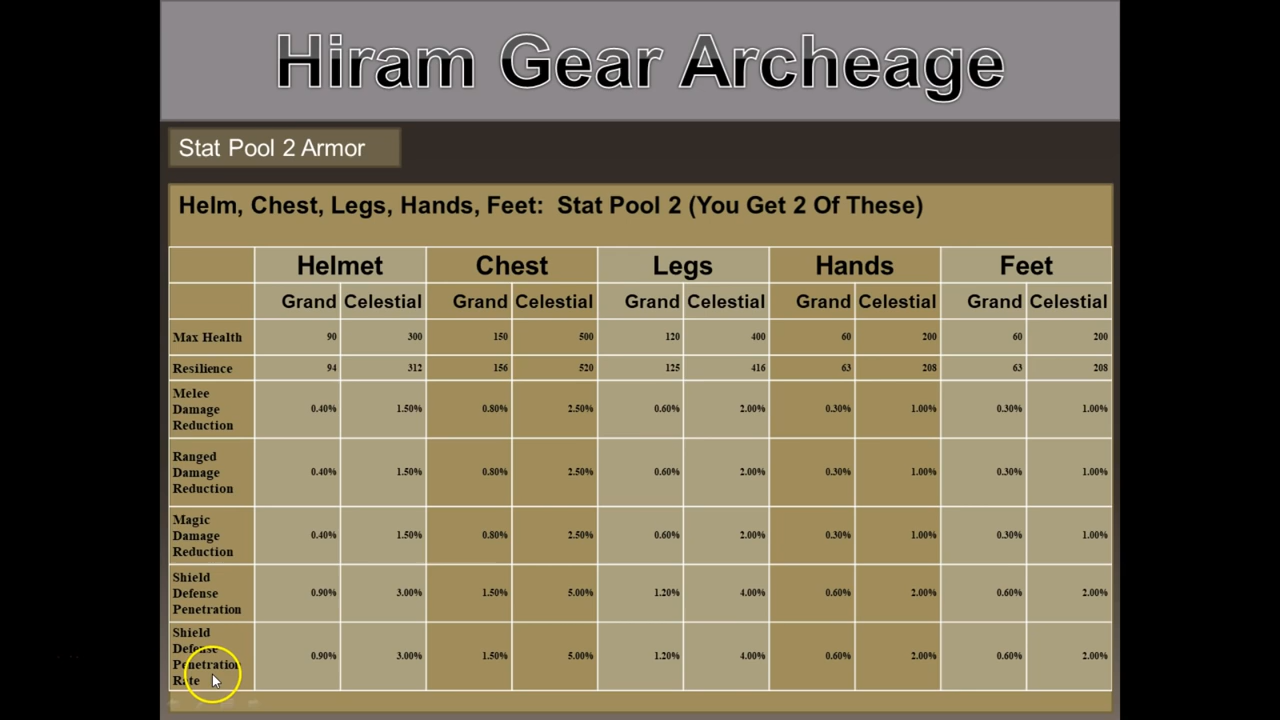 Hiram Gear Archeage
Stat Pool 2 Armor
Helm, Chest, Legs, Hands, Feet:  Stat Pool 2 (You Get 2 Of These)
Helmet Chest Legs Hands Feet
Grand Celestial Grand Celestial Grand Celestial Grand Celestial Grand Celestial
Max Health 90 300 150 500 120 400 60 200 60 200
Resilience 94 312 156 520 125 416 63 208 63 208
Melee
Damage 0.40% 1.50% 0.80% 2.50% 0.60% 2.00% 0.30% 1.00% 0.30% 1.00%
Reduction
Ranged
Damage 0.40% 1.50% 0.80% 2.50% 0.60% 2.00% 0.30% 1.00% 0.30% 1.00%
Reduction
Magic
Damage 0.40% 1.50% 0.80% 2.50% 0.60% 2.00% 0.30% 1.00% 0.30% 1.00%
Reduction
Shield
Defense 0.90% 3.00% 1.50% 5.00% 1.20% 4.00% 0.60% 2.00% 0.60% 2.00%
Penetration
Shield
Defense
Penetration 0.90% 3.00% 1.50% 5.00% 1.20% 4.00% 0.60% 2.00% 0.60% 2.00%
Rate